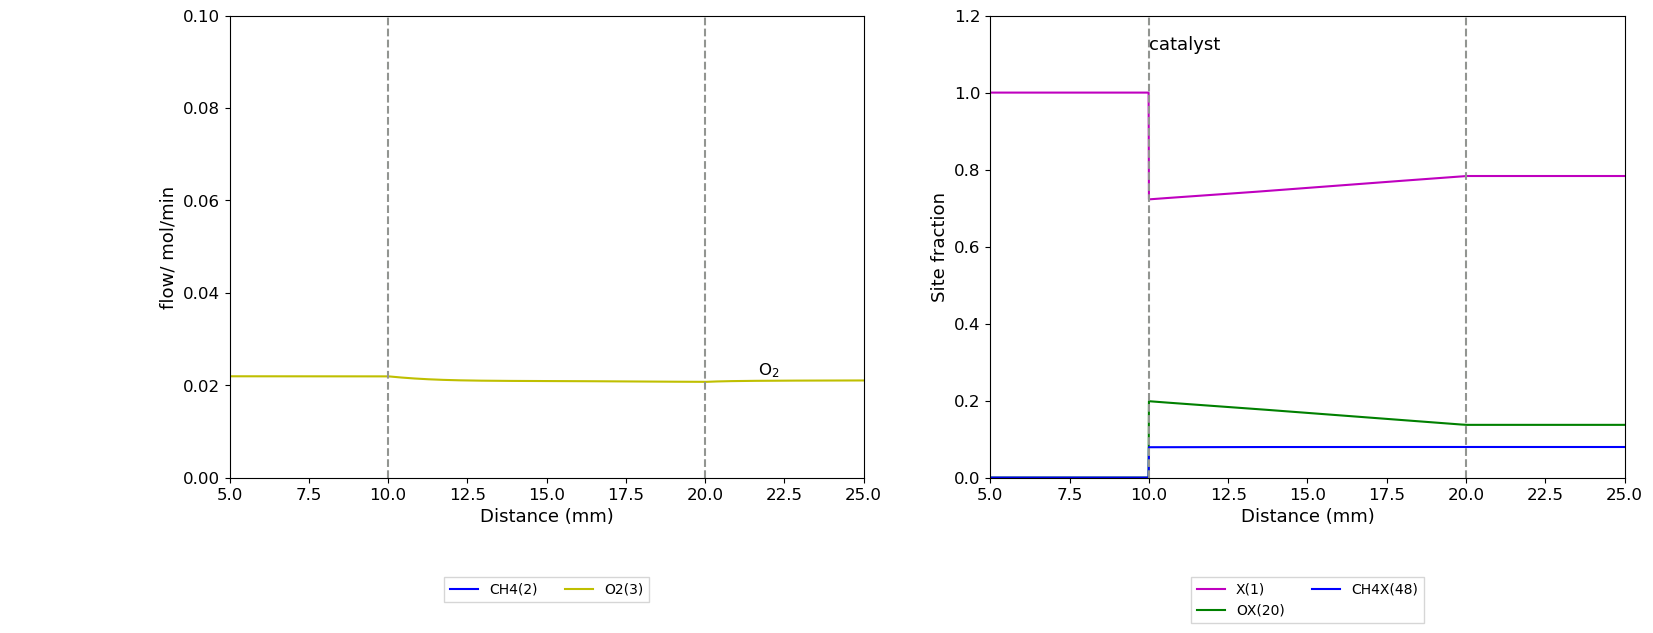 0.10
0.08
0.06
0.04
0.02
0.00
flow/ mol/min
O2
5.0 7.5 10.0 12.5 15.0 17.5 20.0 22.5 25.0
Distance (mm)
CH4(2) O2(3)
1.2
1.0
0.8
0.6
0.4
0.2
0.0
Site fraction
catalyst
5.0 7.5 10.0 12.5 15.0 17.5 20.0 22.5 25.0
Distance (mm)
X(1) CH4X(48)
OX(20)